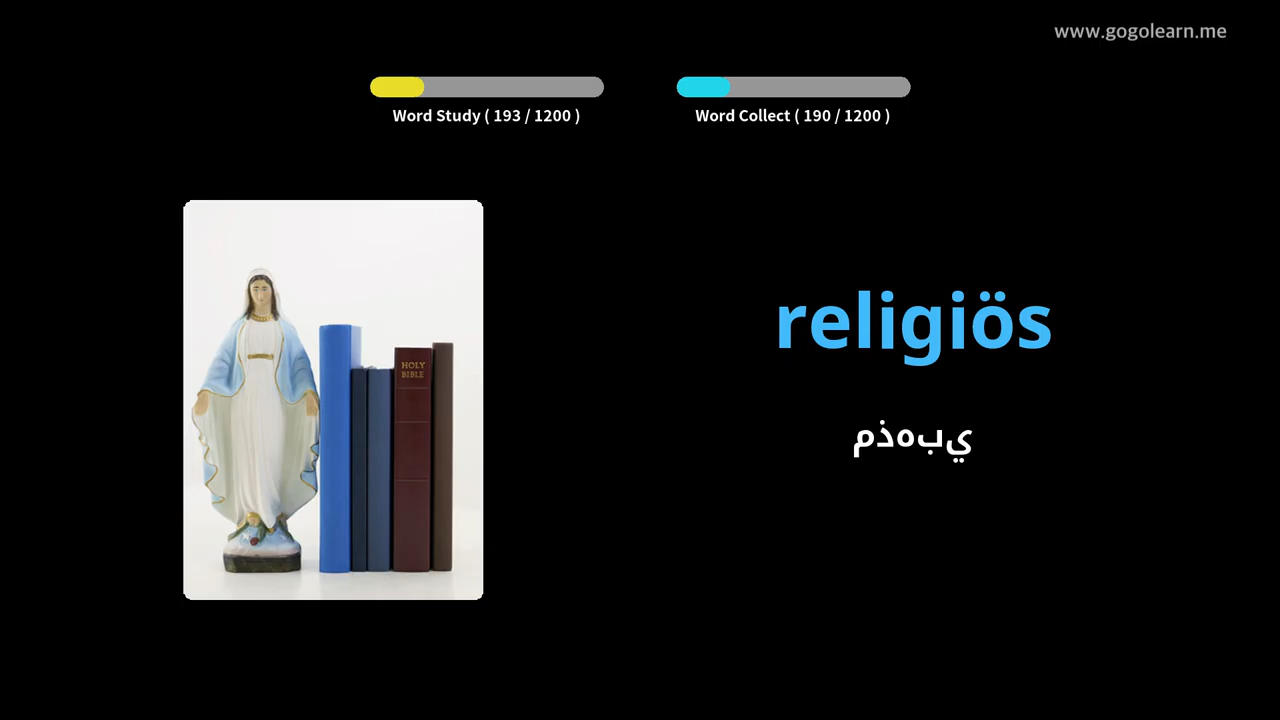 www.gogolearn.me
Word Study ( 193 / 1200 )
Word Collect ( 190 / 1200 )
HOLY
BIBLE
religiös
مذهبي